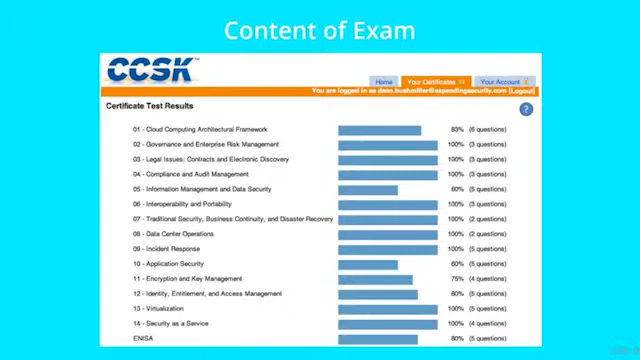 Content of Exam
CCSK
Home Your Certificates Your Account
You are logged in as dean.bushmiller@expandingsecurity.com [Logout]
Certificate Test Results
?
01 - Cloud Computing Architectural Framework 83% (6 questions)
02 - Governance and Enterprise Risk Management 100% (3 questions)
03 - Legal Issues: Contracts and Electronic Discovery 100% (3 questions)
04 - Compliance and Audit Management 100% (3 questions)
05 - Information Management and Data Security 60% (5 questions)
06 - Interoperability and Portability 100% (3 questions)
07 - Traditional Security, Business Continuity, and Disaster Recovery 100% (2 questions)
08 - Data Center Operations 100% (2 questions)
09 - Incident Response 100% (5 questions)
10 - Application Security 60% (5 questions)
11 - Encryption and Key Management 75% (4 questions)
12 - Identity, Entitlement, and Access Management 80% (5 questions)
13 - Virtualization 100% (5 questions)
14 - Security as a Service 100% (4 questions)
ENISA 80% (5 questions)